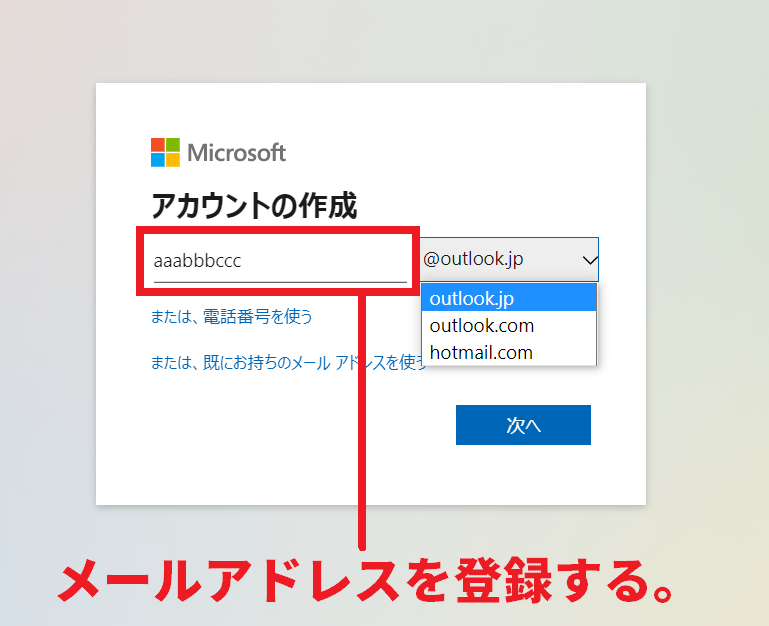 Microsoft
アカウントの作成
aaabbbccc
@outlook.jp
outlook.jp
outlook.com
hotmail.com
または、電話番号を使う
または、既にお持ちのメール アドレスを使う
次へ
メールアドレスを登録する。